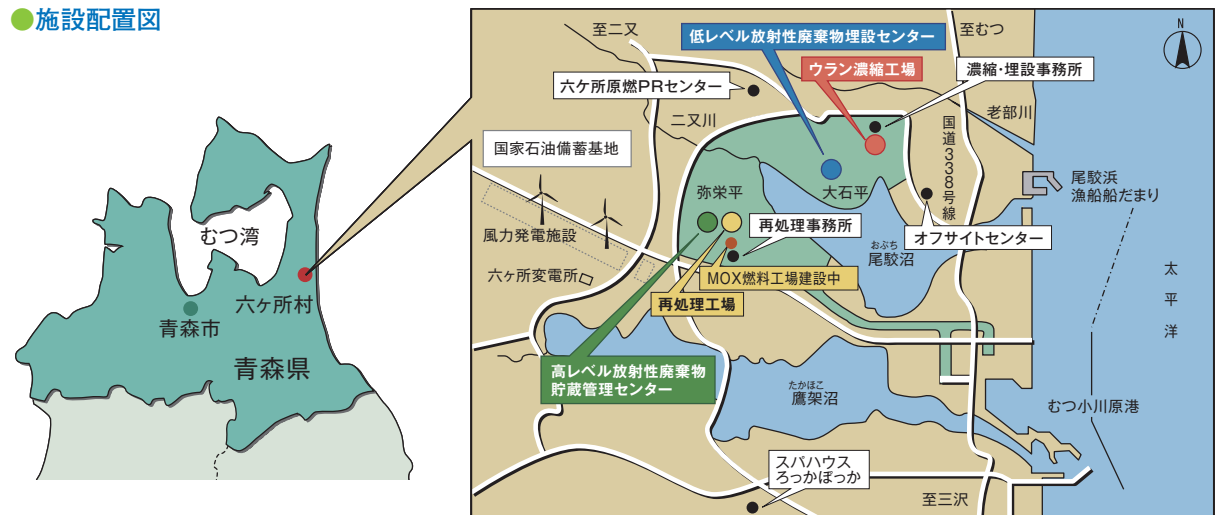 ●施設配置図
むつ湾
六ヶ所村
青森市
青森県
至二又
低レベル放射性廃棄物埋設センター
至むつ
N
ウラン濃縮工場
濃縮・埋設事務所
六ケ所原燃PRセンター
二又川
老部川
国道338号線
国家石油備蓄基地
尾駮浜
漁船船だまり
弥栄平
大石平
再処理事務所
オフサイトセンター
風力発電施設
おぶち
尾駮沼
六ヶ所変電所
MOX燃料工場建設中
再処理工場
太平洋
高レベル放射性廃棄物
貯蔵管理センター
たかほこ
鷹架沼
むつ小川原港
スパハウス
ろっかぽっか
至三沢